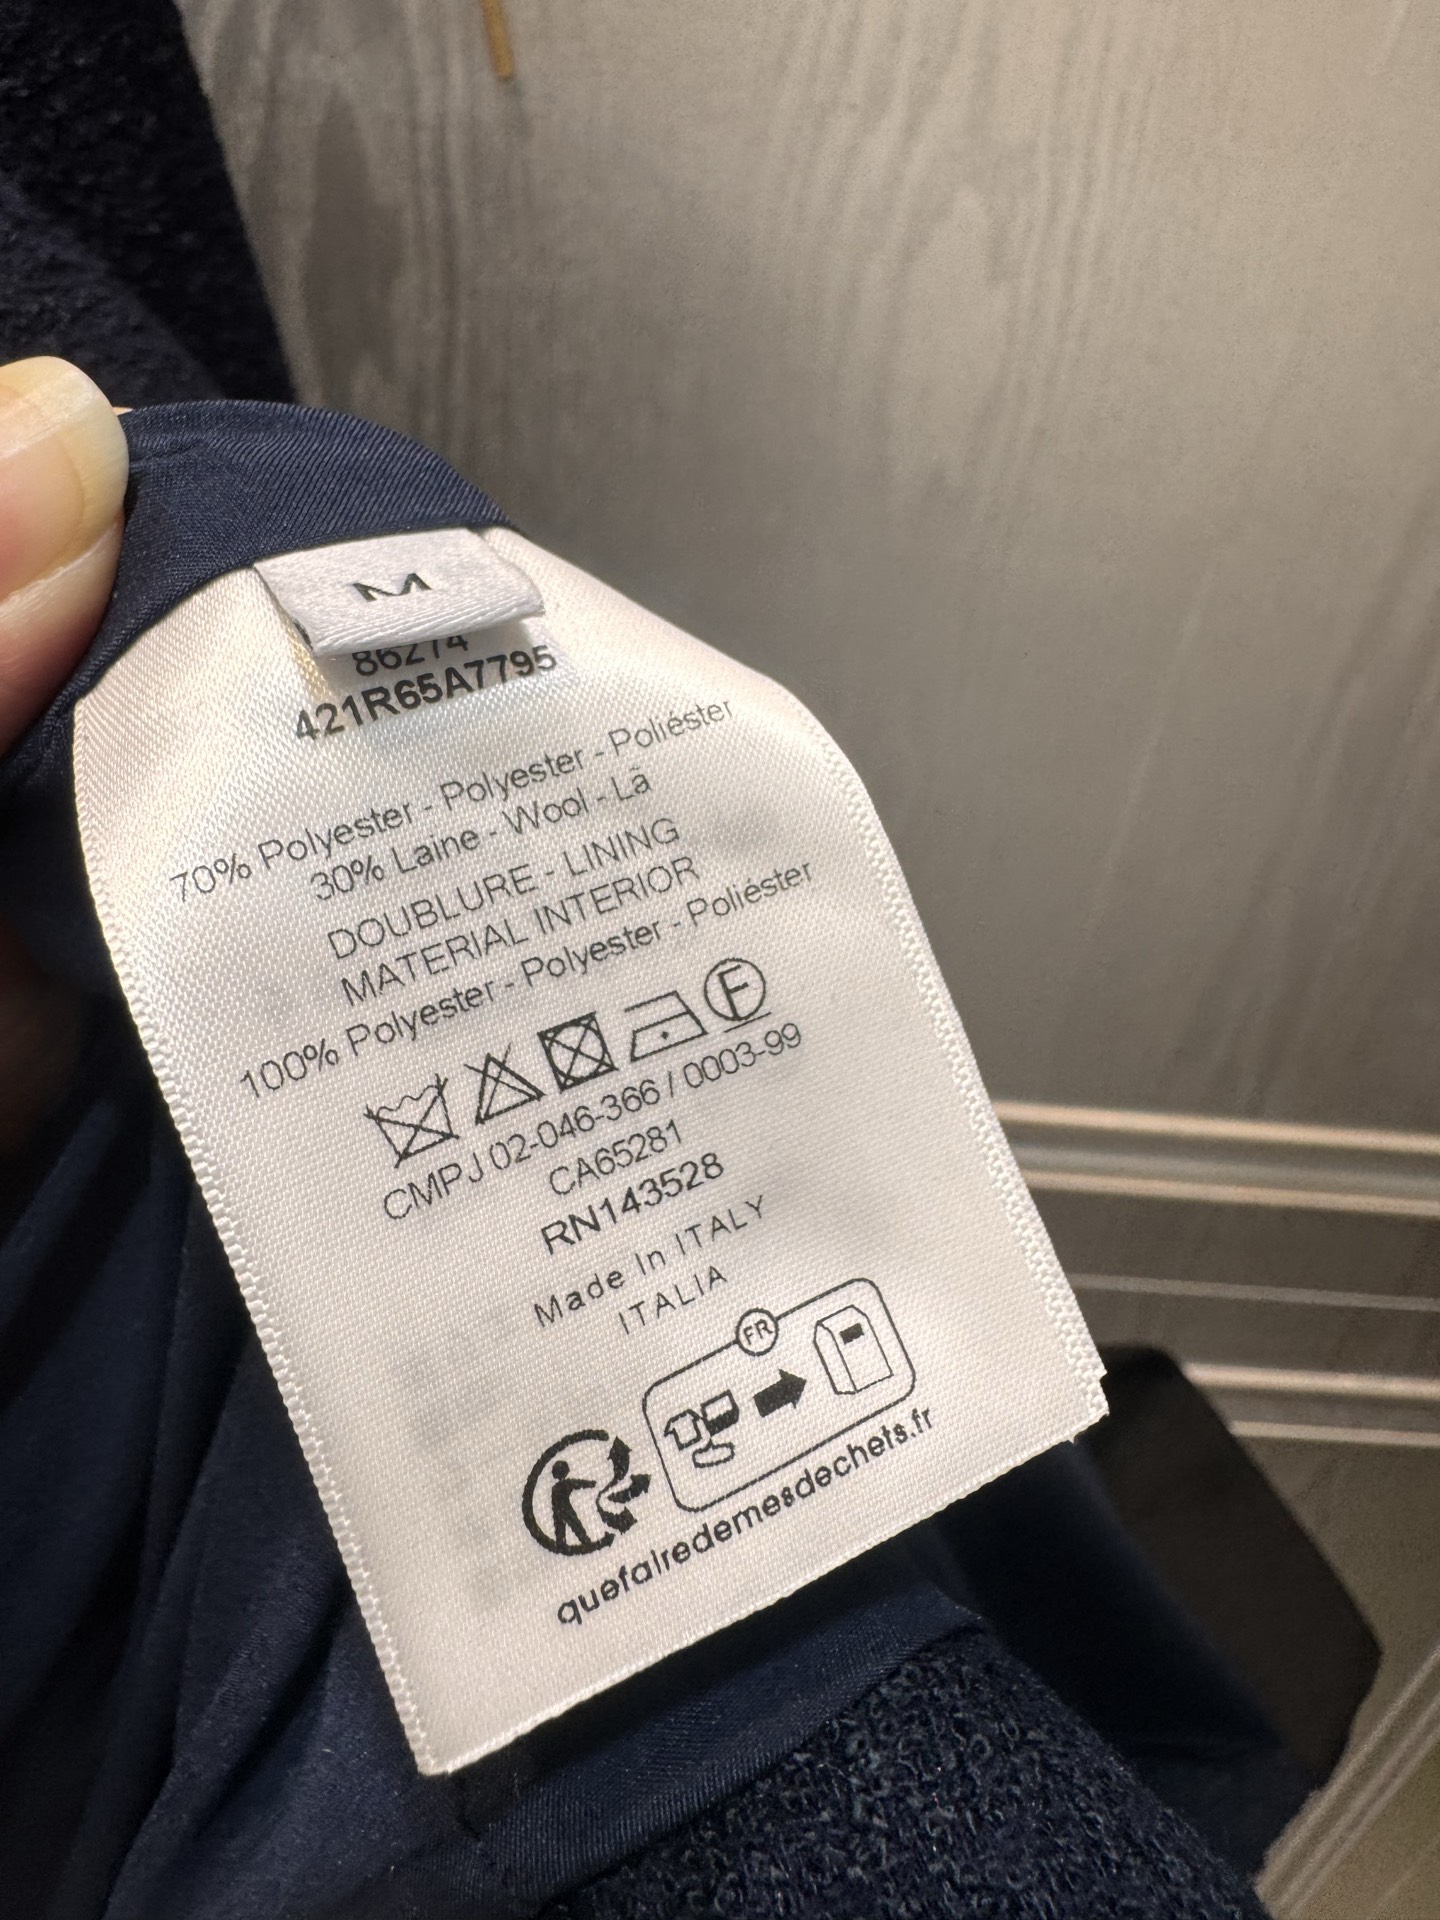 M
86274
421R65A7795
70% Polyester - Polyester - Poliéster
30% Laine - Wool - Lã
DOUBLURE - LINING
MATERIAL INTERIOR
100% Polyester - Polyester - Poliéster
F
CMPJ 02-046-366 / 0003-99
CA65281
RN143528
Made In ITALY
ITALIA
FR
quefairedemesdechets.fr